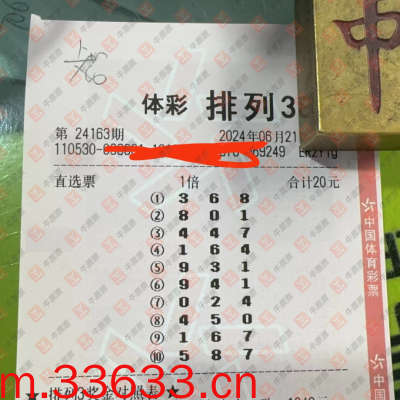 体彩 排列3
第 24163期 2024年06月21
110530- 69249
直选票 1倍 合计20元
① 3 6 8
② 8 0 1
③ 4 4 7
④ 1 6 4
⑤ 9 3 1
⑥ 9 4 1
⑦ 0 2 4
⑧ 4 5 0
⑨ 1 6 7
⑩ 5 8 7
中
中国体育彩票
m.33633.cn